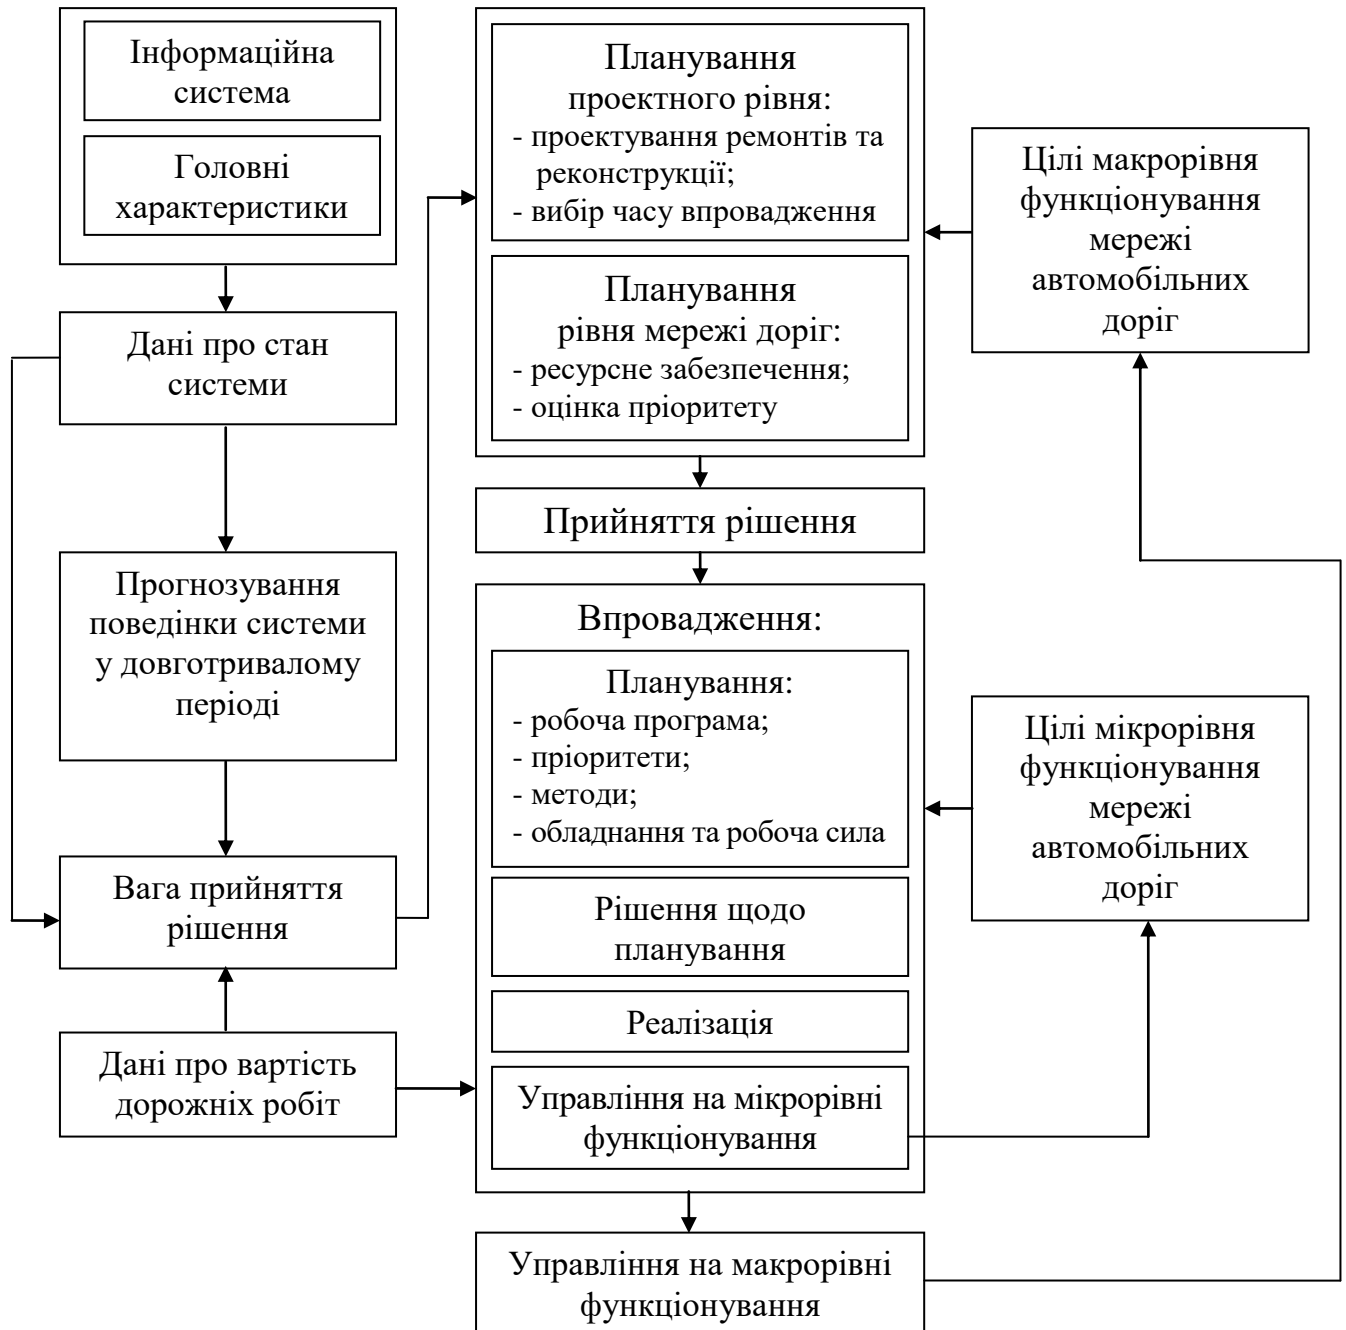 Інформаційна
система
Головні
характеристики
Дані про стан
системи
Прогнозування
поведінки системи
у довготривалому
періоді
Вага прийняття
рішення
Дані про вартість
дорожніх робіт
Планування
проектного рівня:
- проектування ремонтів та
реконструкції;
- вибір часу впровадження
Планування
рівня мережі доріг:
- ресурсне забезпечення;
- оцінка пріоритету
Прийняття рішення
Впровадження:
Планування:
- робоча програма;
- пріоритети;
- методи;
- обладнання та робоча сила
Рішення щодо
планування
Реалізація
Управління на мікрорівні
функціонування
Управління на макрорівні
функціонування
Цілі макрорівня
функціонування
мережі
автомобільних
доріг
Цілі мікрорівня
функціонування
мережі
автомобільних
доріг